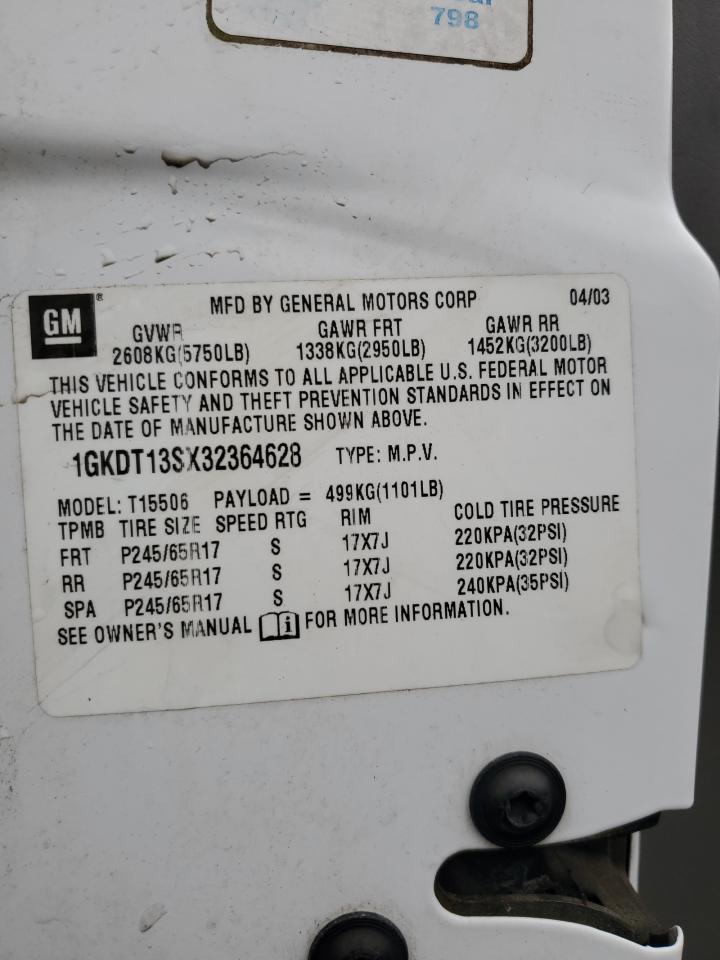 798
GM® MFD BY GENERAL MOTORS CORP 04/03
GVWR GAWR FRT GAWR RR
2608KG(5750LB) 1338KG(2950LB) 1452KG(3200LB)
THIS VEHICLE CONFORMS TO ALL APPLICABLE U.S. FEDERAL MOTOR
VEHICLE SAFETY AND THEFT PREVENTION STANDARDS IN EFFECT ON
THE DATE OF MANUFACTURE SHOWN ABOVE.
1GKDT13SX32364628 TYPE: M.P.V.
MODEL: T15506 PAYLOAD = 499KG(1101LB)
TPMB TIRE SIZE SPEED RTG RIM COLD TIRE PRESSURE
FRT P245/65R17 S 17X7J 220KPA(32PSI)
RR P245/65R17 S 17X7J 220KPA(32PSI)
SPA P245/65R17 S 17X7J 240KPA(35PSI)
SEE OWNER'S MANUAL i FOR MORE INFORMATION.